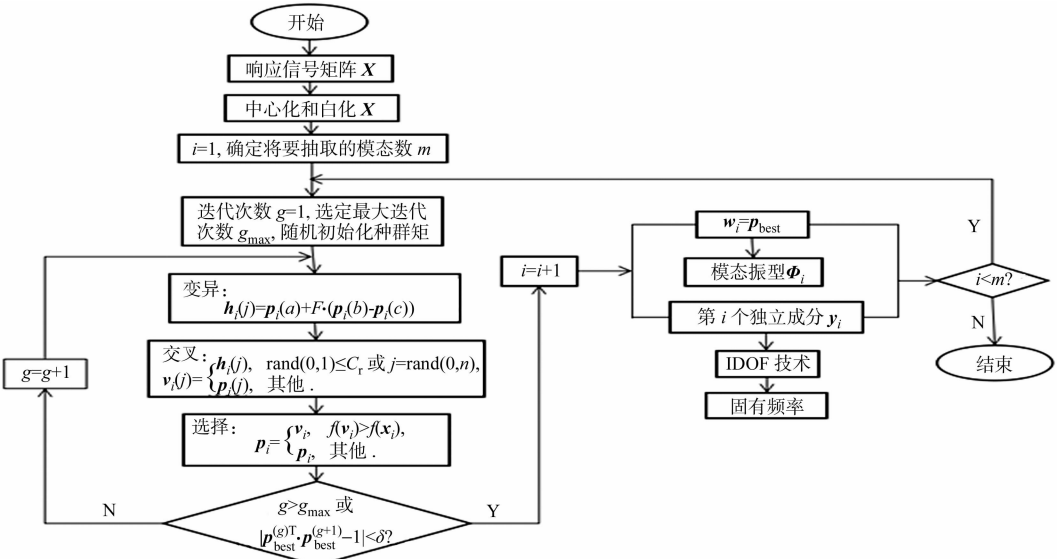 开始
响应信号矩阵 X
中心化和白化 X
i=1, 确定将要抽取的模态数 m
迭代次数 g=1, 选定最大迭代
次数 gmax, 随机初始化种群矩
变异：
hi(j)=pi(a)+F·(pi(b)-pi(c))
交叉：
vi(j)={hi(j), rand(0,1)≤Cr 或 j=rand(0,n),
pi(j), 其他 .
选择：
pi={vi, f(vi)>f(xi),
pi, 其他 .
g>gmax 或
|pbest(g)T·pbest(g+1)−1|<δ?
N
Y
g=g+1
i=i+1
wi=pbest
模态振型Φi
第 i 个独立成分 yi
IDOF 技术
固有频率
i<m?
Y
N
结束